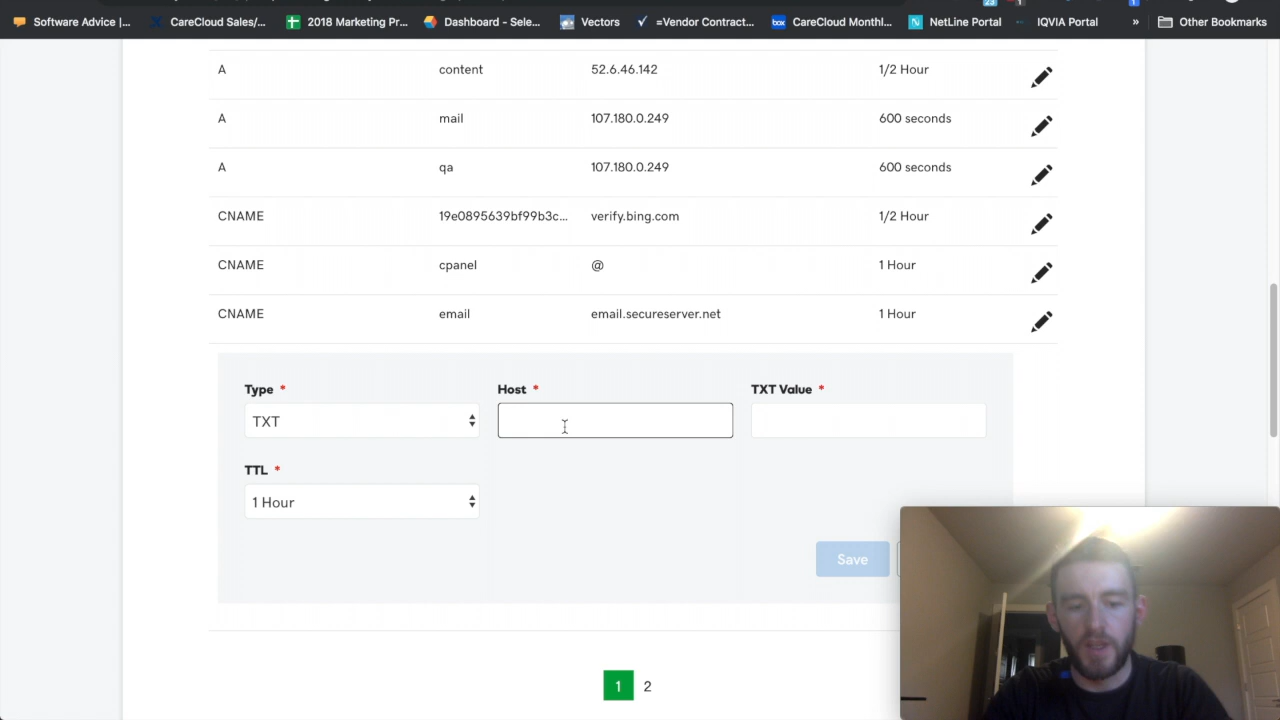 Software Advice |...
CareCloud Sales/...
2018 Marketing Pr...
Dashboard - Sele...
Vectors
=Vendor Contract...
box
CareCloud Monthl...
N
NetLine Portal
IQVIA Portal
»
Other Bookmarks
A content 52.6.46.142 1/2 Hour
A mail 107.180.0.249 600 seconds
A qa 107.180.0.249 600 seconds
CNAME 19e0895639bf99b3c... verify.bing.com 1/2 Hour
CNAME cpanel @ 1 Hour
CNAME email email.secureserver.net 1 Hour
Type * Host * TXT Value *
TXT
TTL *
1 Hour
Save
1 2